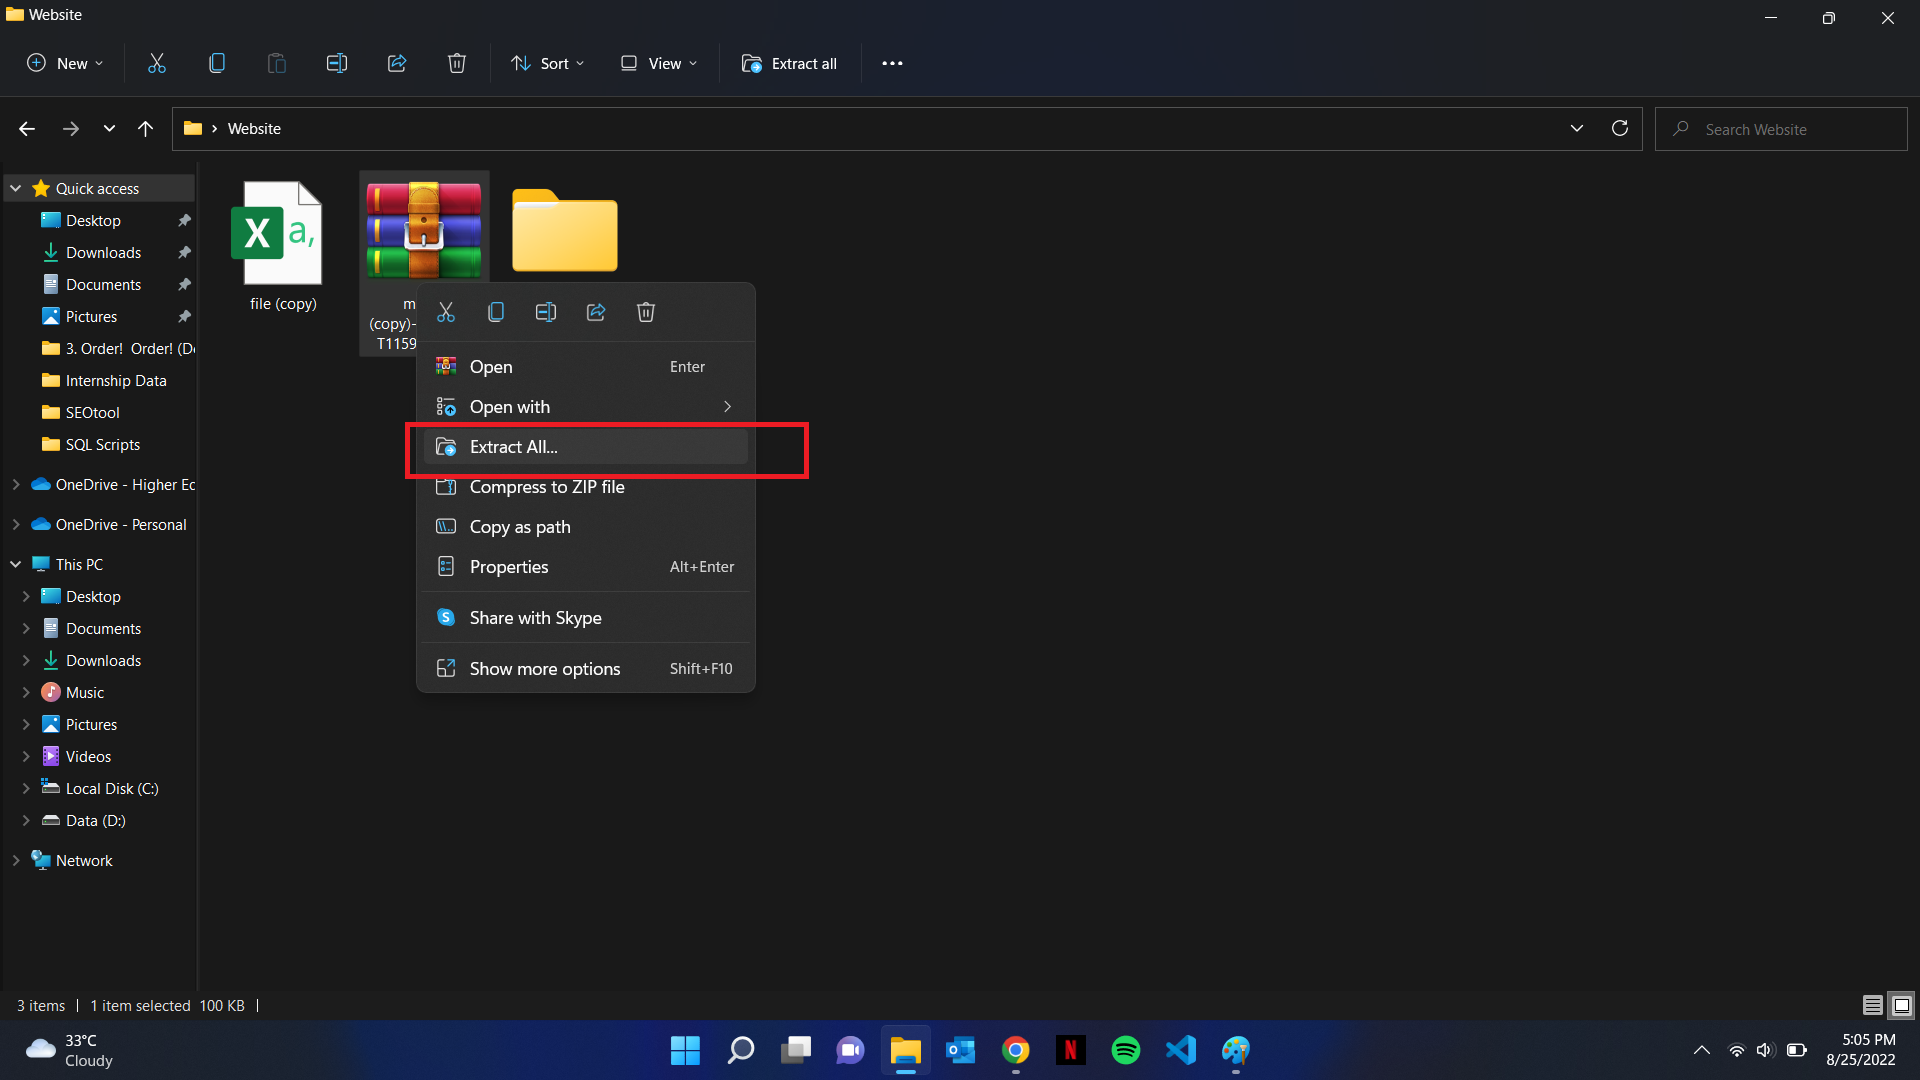 Website
New
Sort
View
Extract all
Website
Search Website
Quick access
Desktop
Downloads
Documents
Pictures
3. Order! Order! (De
Internship Data
SEOtool
SQL Scripts
OneDrive - Higher Ec
OneDrive - Personal
This PC
Desktop
Documents
Downloads
Music
Pictures
Videos
Local Disk (C:)
Data (D:)
Network
X a,
file (copy)
m
(copy)-
T1159
Open Enter
Open with
Extract All...
Compress to ZIP file
Copy as path
Properties Alt+Enter
Share with Skype
Show more options Shift+F10
3 items
1 item selected 100 KB
33°C
Cloudy
5:05 PM
8/25/2022